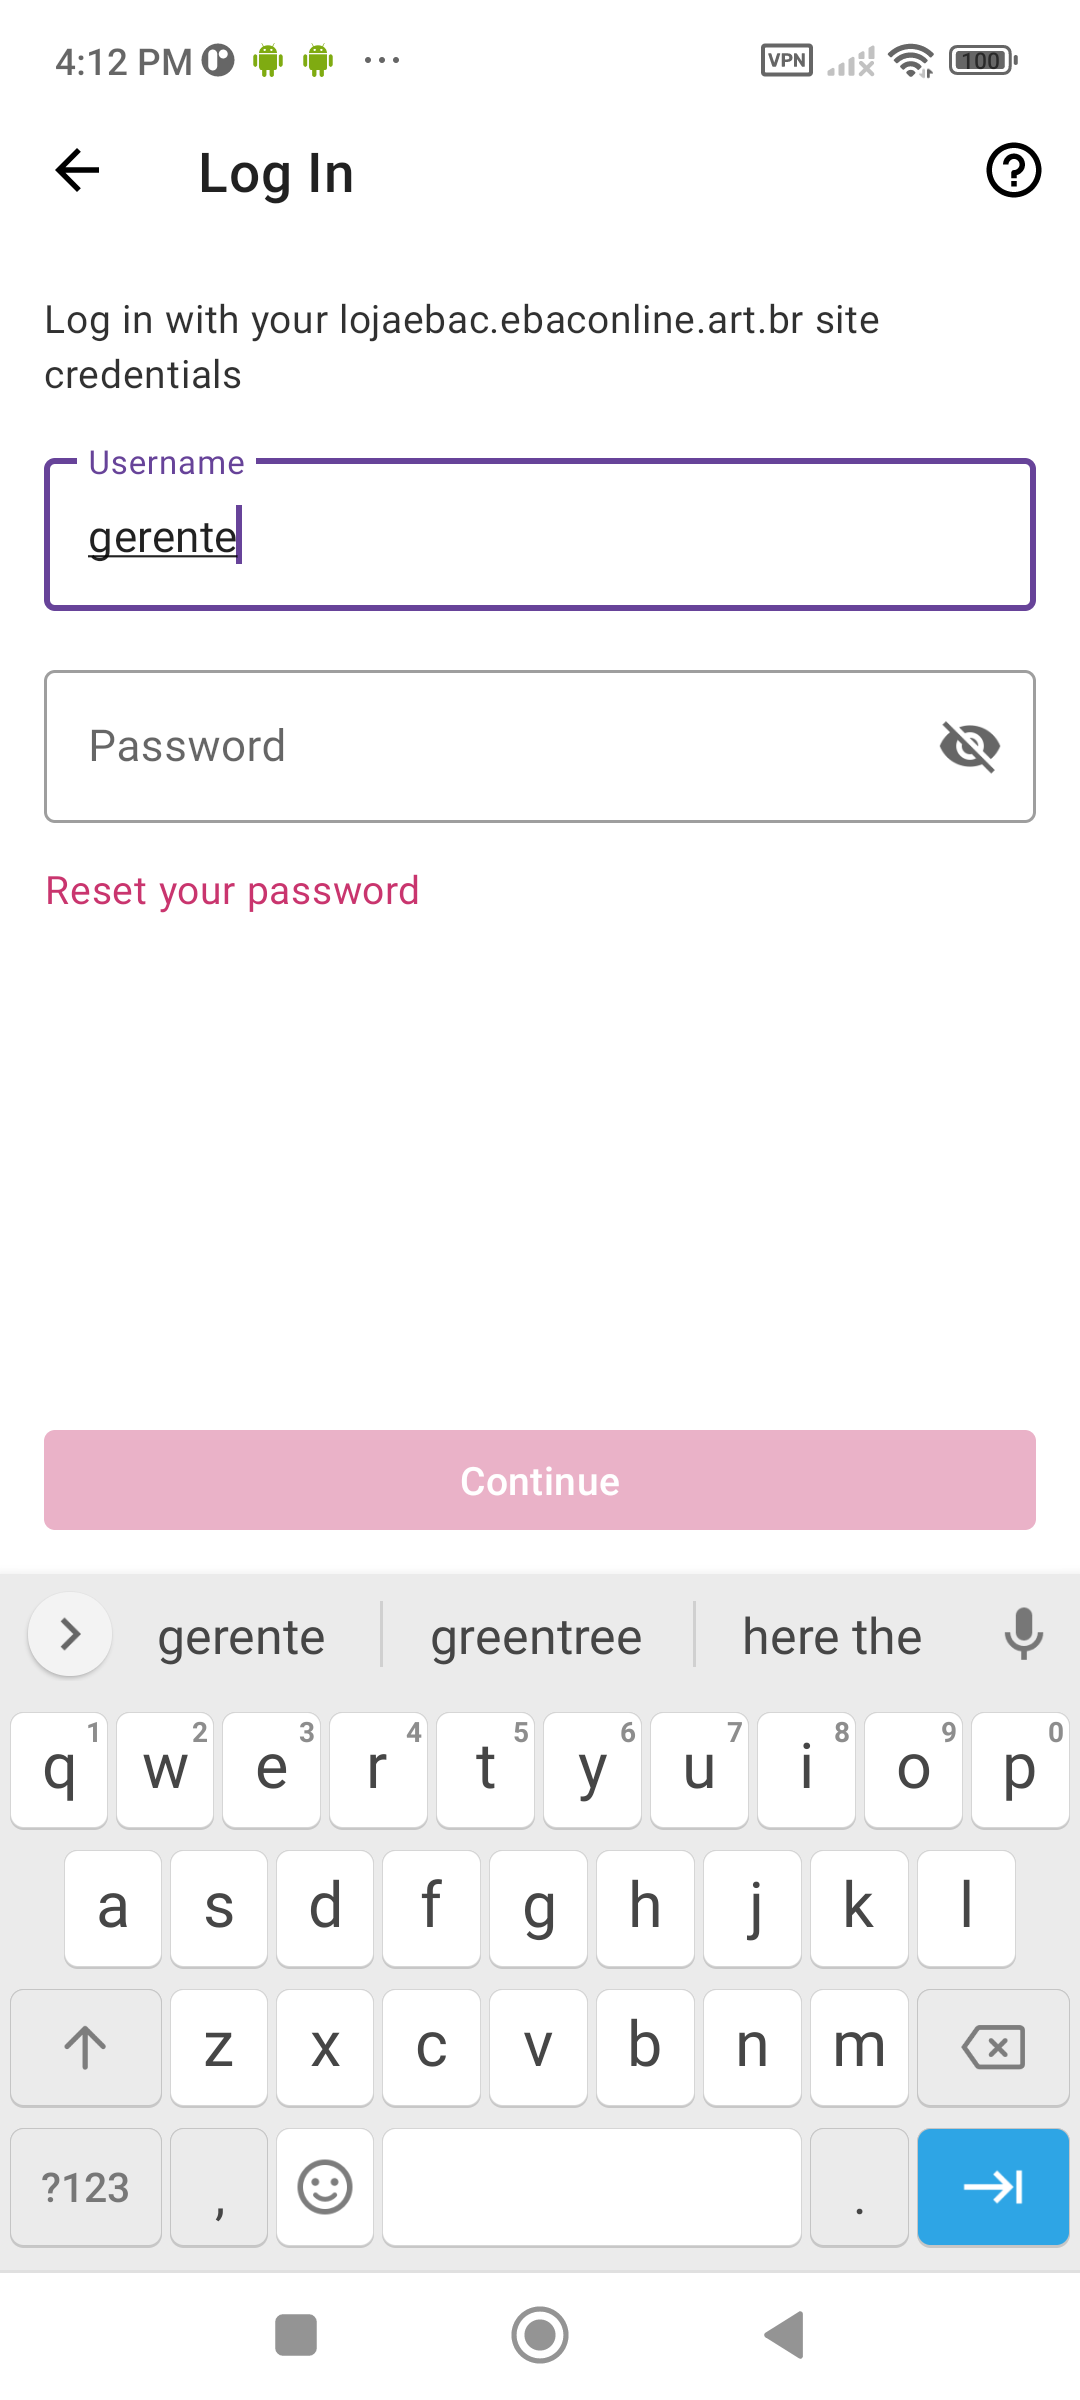 4:12 PM VPN 100
Log In
Log in with your lojaebac.ebaconline.art.br site
credentials
Username
gerente
Password
Reset your password
Continue
gerente greentree here the
1 2 3 4 5 6 7 8 9 0
q w e r t y u i o p
a s d f g h j k l
z x c v b n m
?123 , .